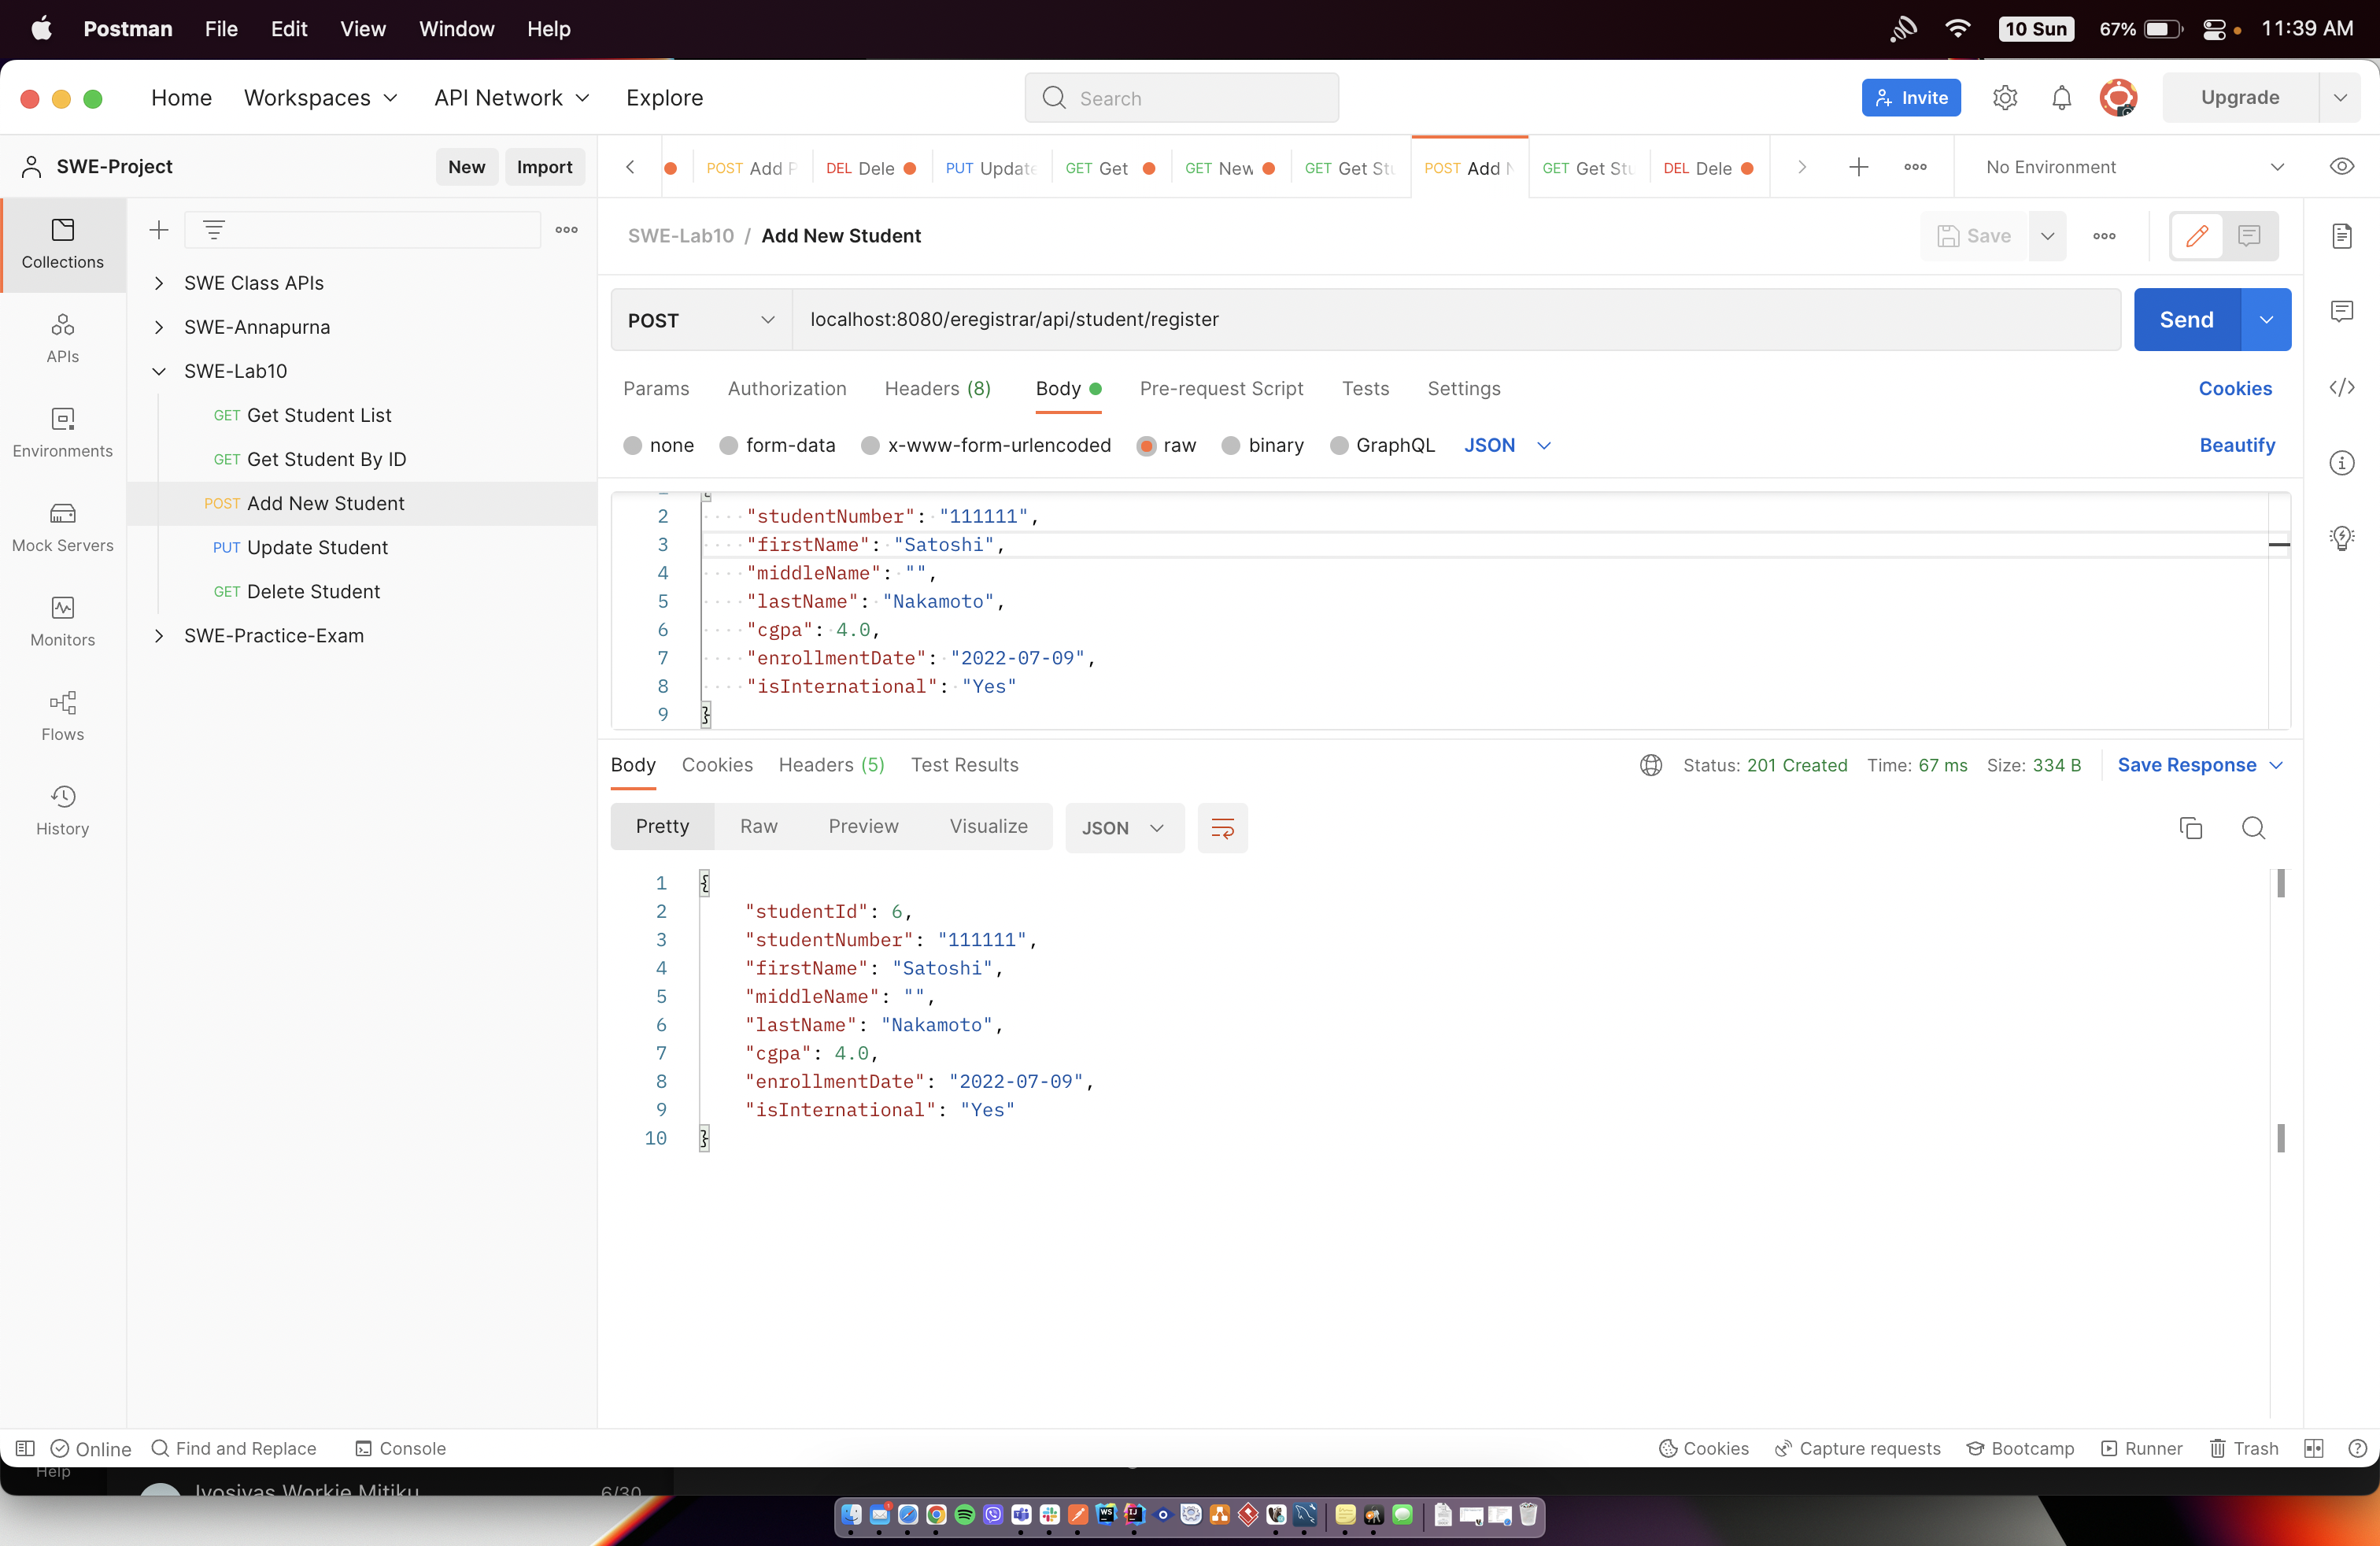 Postman File Edit View Window Help 10 Sun 67% 11:39 AM
Home Workspaces API Network Explore Search Invite Upgrade
SWE-Project New Import POST Add DEL Dele PUT Update GET Get GET New GET Get Stu POST Add GET Get Stu DEL Dele No Environment
Collections
APIs
Environments
Mock Servers
Monitors
Flows
History
SWE Class APIs
SWE-Annapurna
SWE-Lab10
GET Get Student List
GET Get Student By ID
POST Add New Student
PUT Update Student
GET Delete Student
SWE-Practice-Exam
SWE-Lab10 / Add New Student Save
POST localhost:8080/eregistrar/api/student/register Send
Params Authorization Headers (8) Body Pre-request Script Tests Settings Cookies
none form-data x-www-form-urlencoded raw binary GraphQL JSON Beautify
2 "studentNumber": "111111",
3 "firstName": "Satoshi",
4 "middleName": "",
5 "lastName": "Nakamoto",
6 "cgpa": 4.0,
7 "enrollmentDate": "2022-07-09",
8 "isInternational": "Yes"
9 }
Body Cookies Headers (5) Test Results Status: 201 Created Time: 67 ms Size: 334 B Save Response
Pretty Raw Preview Visualize JSON
1 {
2 "studentId": 6,
3 "studentNumber": "111111",
4 "firstName": "Satoshi",
5 "middleName": "",
6 "lastName": "Nakamoto",
7 "cgpa": 4.0,
8 "enrollmentDate": "2022-07-09",
9 "isInternational": "Yes"
10 }
Online Find and Replace Console Cookies Capture requests Bootcamp Runner Trash
Help
6/30
WS IJ